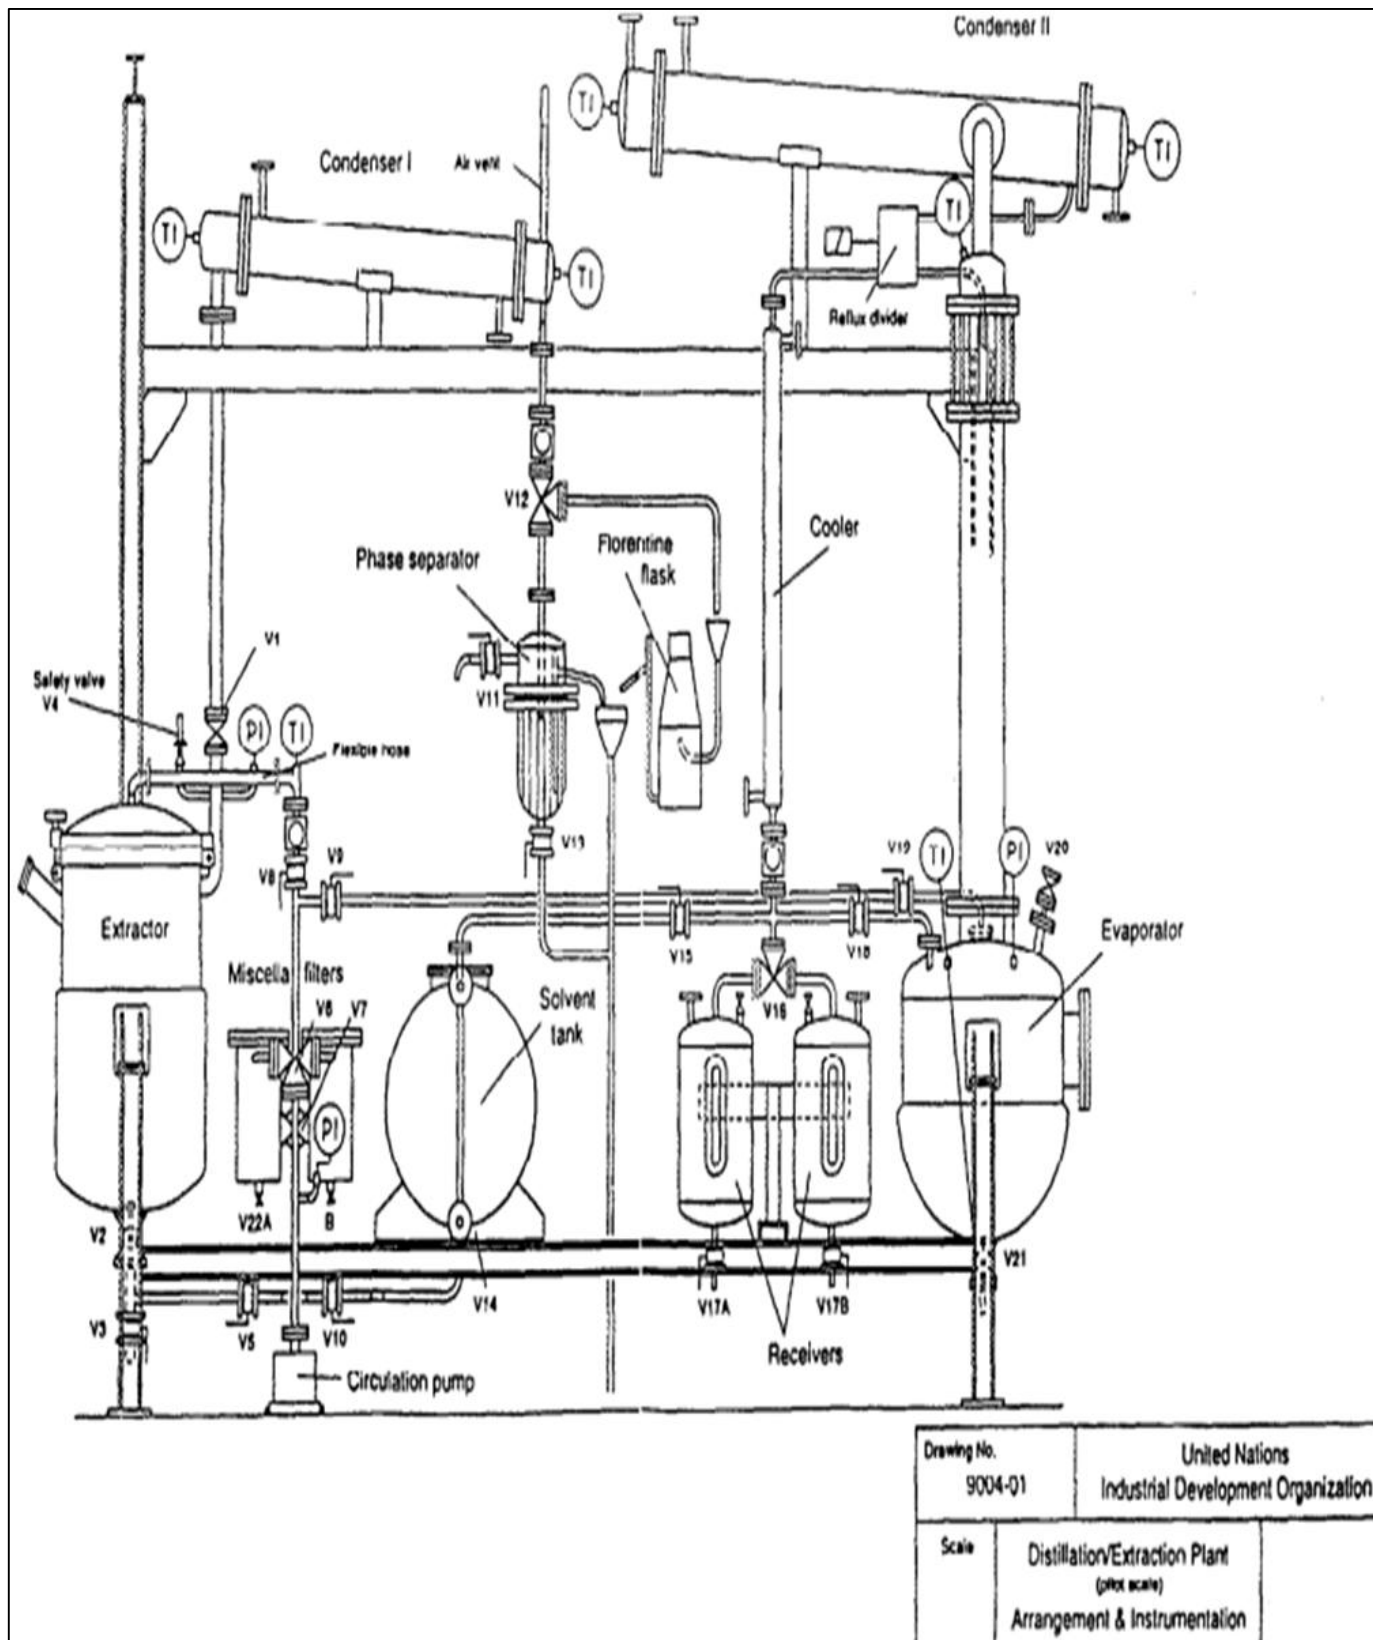 Condenser II
TI
TI
Condenser I
Air vent
TI
TI
TI
Reflux divider
V12
Cooler
Phase separator
Florentine
flask
V1
Safety valve
V4
PI
TI
Flexible hose
V11
V13
V9
V8
V19
TI
PI
V20
Extractor
Evaporator
V15
V18
Miscella filters
V6
V7
Solvent
tank
V16
PI
V22A
B
V2
V21
V14
V17A
V17B
V3
V5
V10
Receivers
Circulation pump
Drawing No.
9004-01
United Nations
Industrial Development Organization
Scale
Distillation/Extraction Plant
(pilot scale)
Arrangement & Instrumentation